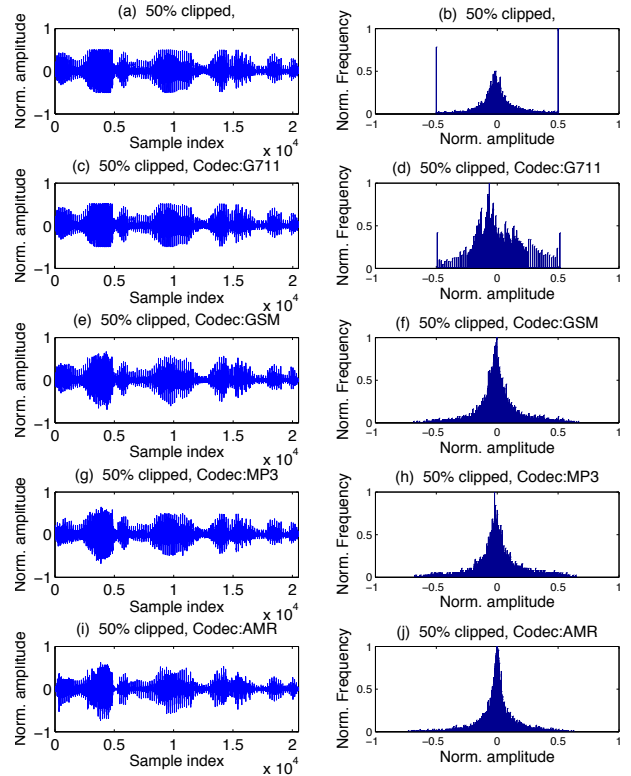 (a)  50% clipped,
Norm. amplitude
1
0
−1
0 0.5 1 1.5 2
Sample index
x 10^4
(b)  50% clipped,
Norm. Frequency
1
0.5
0
−1 −0.5 0 0.5 1
Norm. amplitude
(c)  50% clipped, Codec:G711
Norm. amplitude
1
0
−1
0 0.5 1 1.5 2
Sample index
x 10^4
(d)  50% clipped, Codec:G711
Norm. Frequency
1
0.5
0
−1 −0.5 0 0.5 1
Norm. amplitude
(e)  50% clipped, Codec:GSM
Norm. amplitude
1
0
−1
0 0.5 1 1.5 2
Sample index
x 10^4
(f)  50% clipped, Codec:GSM
Norm. Frequency
1
0.5
0
−1 −0.5 0 0.5 1
Norm. amplitude
(g)  50% clipped, Codec:MP3
Norm. amplitude
1
0
−1
0 0.5 1 1.5 2
Sample index
x 10^4
(h)  50% clipped, Codec:MP3
Norm. Frequency
1
0.5
0
−1 −0.5 0 0.5 1
Norm. amplitude
(i)  50% clipped, Codec:AMR
Norm. amplitude
1
0
−1
0 0.5 1 1.5 2
Sample index
x 10^4
(j)  50% clipped, Codec:AMR
Norm. Frequency
1
0.5
0
−1 −0.5 0 0.5 1
Norm. amplitude